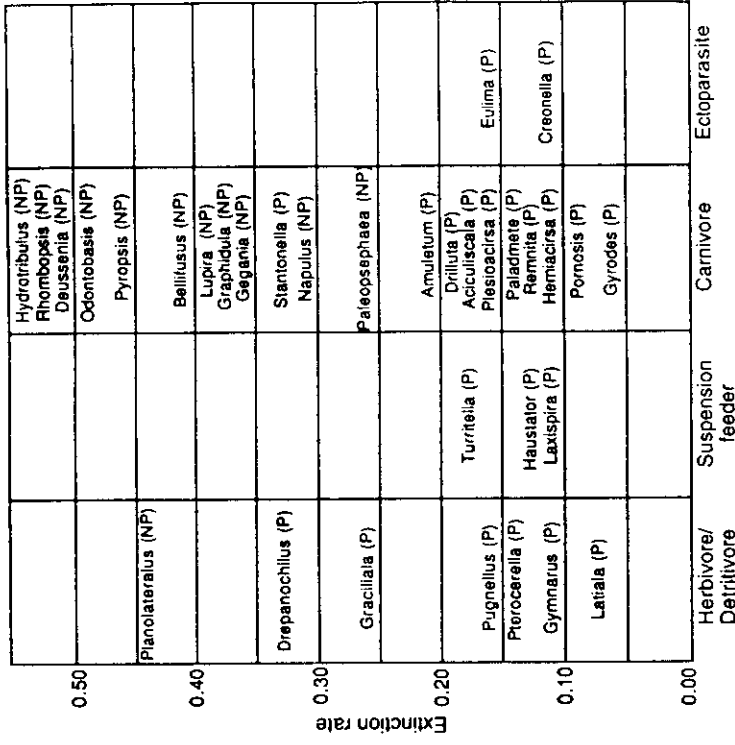 Extinction rate
0.50
0.40
0.30
0.20
0.10
0.00
Planolateralus (NP)
Drepanochilus (P)
Graciliala (P)
Pugnellus (P)
Pterocerella (P)
Gymnarus (P)
Latiala (P)
Herbivore/
Detritivore
Turritella (P)
Haustator (P)
Laxispira (P)
Suspension
feeder
Hydrotribulus (NP)
Rhombopsis (NP)
Deussenia (NP)
Odontobasis (NP)
Pyropsis (NP)
Bellifusus (NP)
Lupira (NP)
Graphidula (NP)
Gegania (NP)
Stantonella (P)
Napulus (NP)
Paleopsephaea (NP)
Amuletum (P)
Drilluta (P)
Aciculiscala (P)
Plesioacirsa (P)
Paladmete (P)
Remnita (P)
Hemiacirsa (P)
Pornosis (P)
Gyrodes (P)
Carnivore
Eulima (P)
Creonella (P)
Ectoparasite